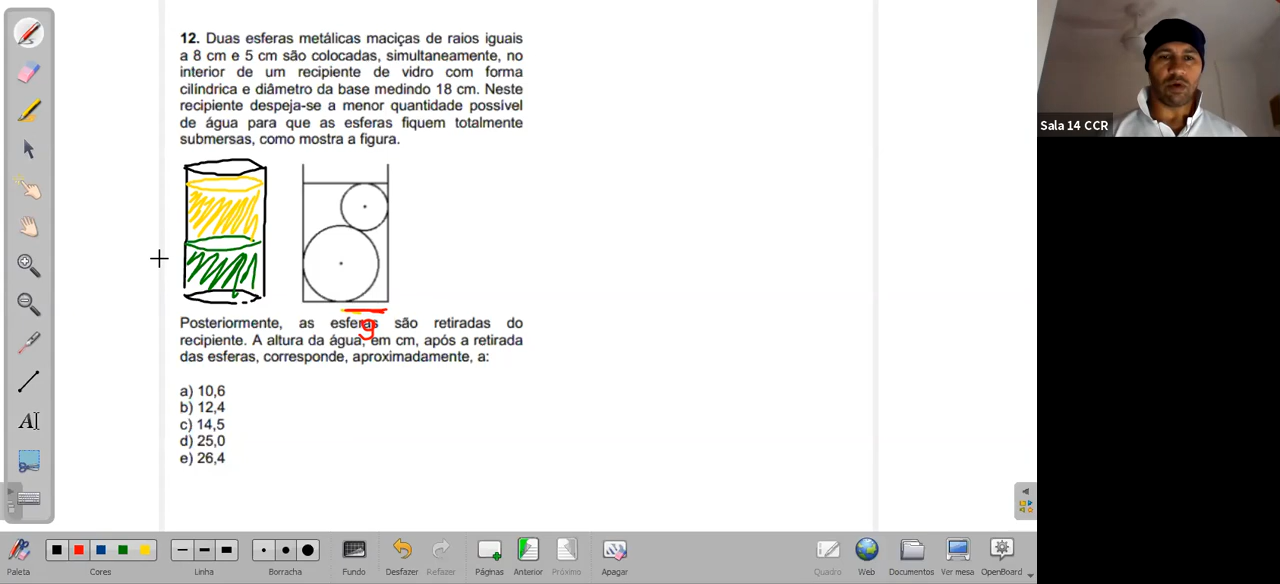 12. Duas esferas metálicas maciças de raios iguais
a 8 cm e 5 cm são colocadas, simultaneamente, no
interior de um recipiente de vidro com forma
cilíndrica e diâmetro da base medindo 18 cm. Neste
recipiente despeja-se a menor quantidade possível
de água para que as esferas fiquem totalmente
submersas, como mostra a figura.
Sala 14 CCR
9
Posteriormente, as esferas são retiradas do
recipiente. A altura da água, em cm, após a retirada
das esferas, corresponde, aproximadamente, a:
a) 10,6
b) 12,4
c) 14,5
d) 25,0
e) 26,4
AI
Paleta
Cores
Linha
Borracha
Fundo
Desfazer
Refazer
Páginas
Anterior
Próximo
Apagar
Quadro
Web
Documentos
Ver mesa
OpenBoard